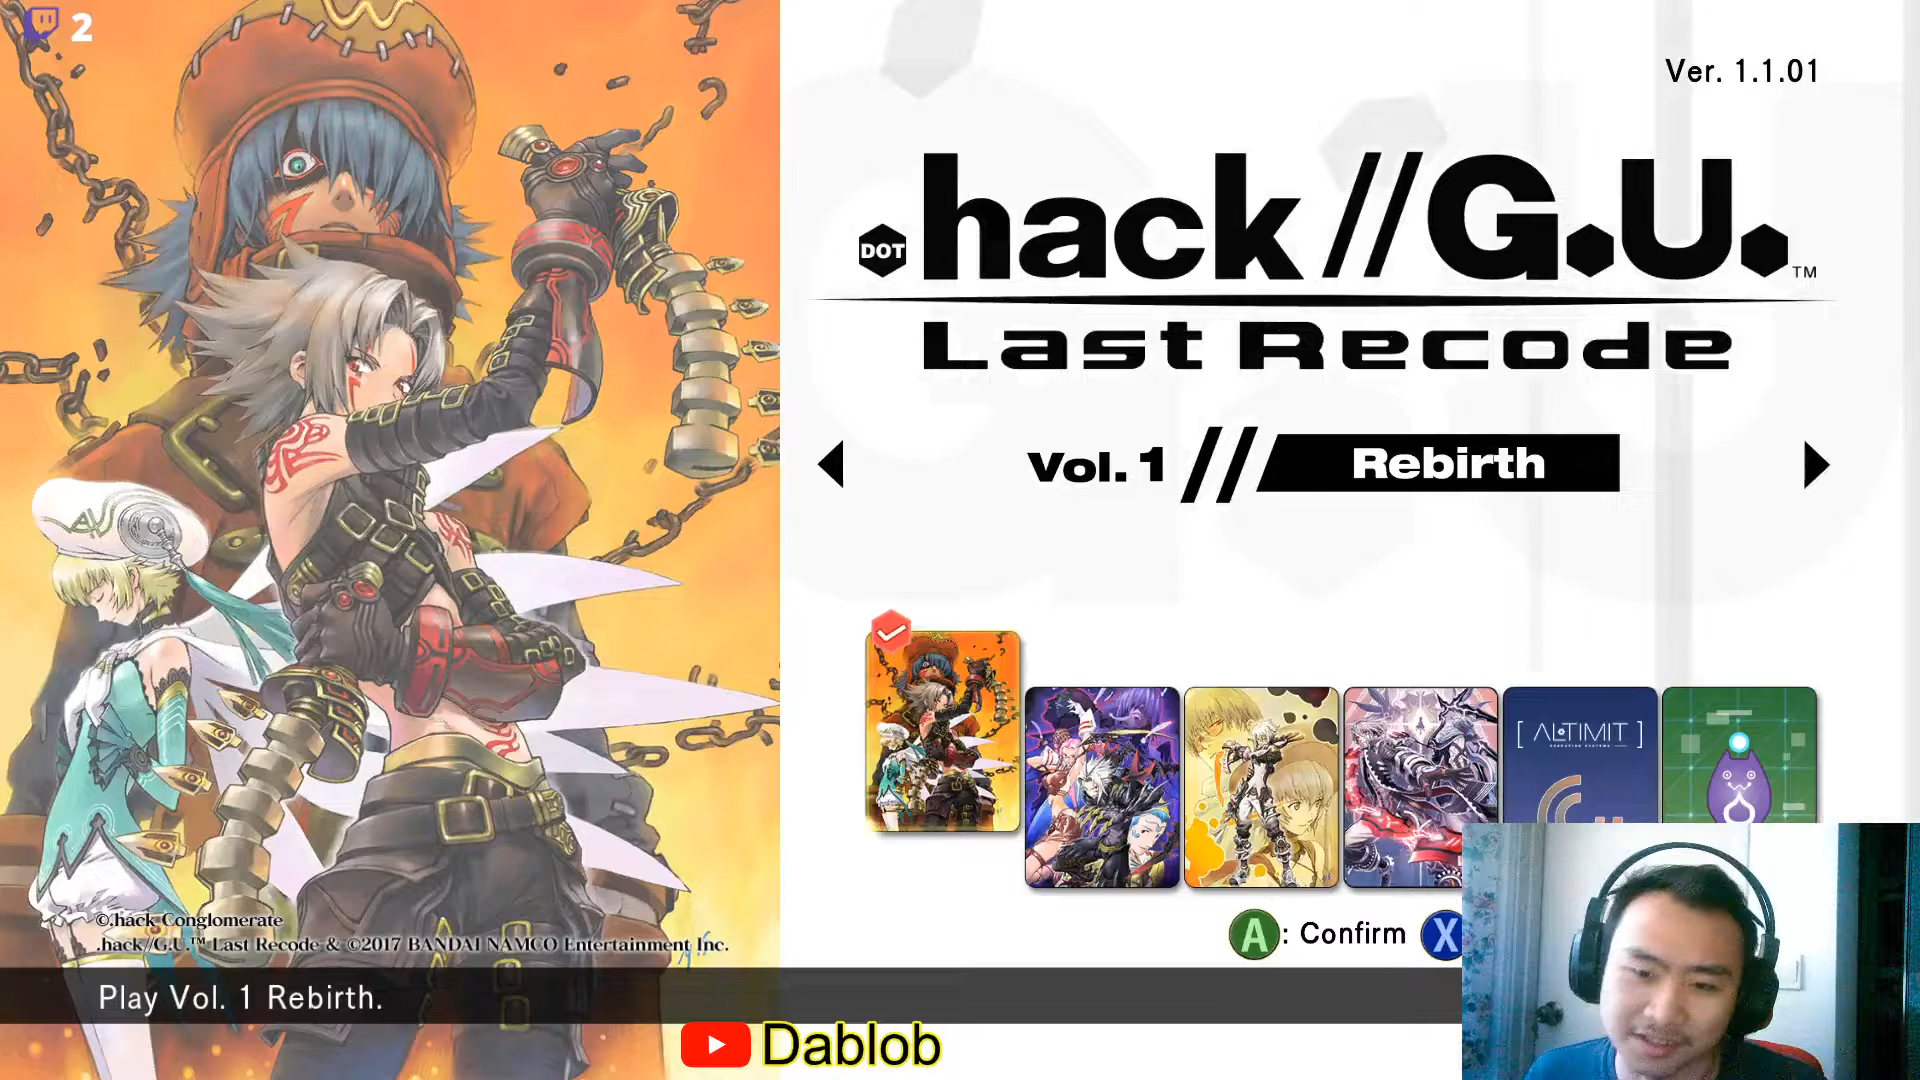 2
Ver. 1.1.01
DOT
.hack//G.U.™
Last Recode
Vol. 1 // Rebirth
[ ALTIMIT ]
A : Confirm X
©.hack Conglomerate
.hack//G.U.™ Last Recode & ©2017 BANDAI NAMCO Entertainment Inc.
Play Vol. 1 Rebirth.
Dablob